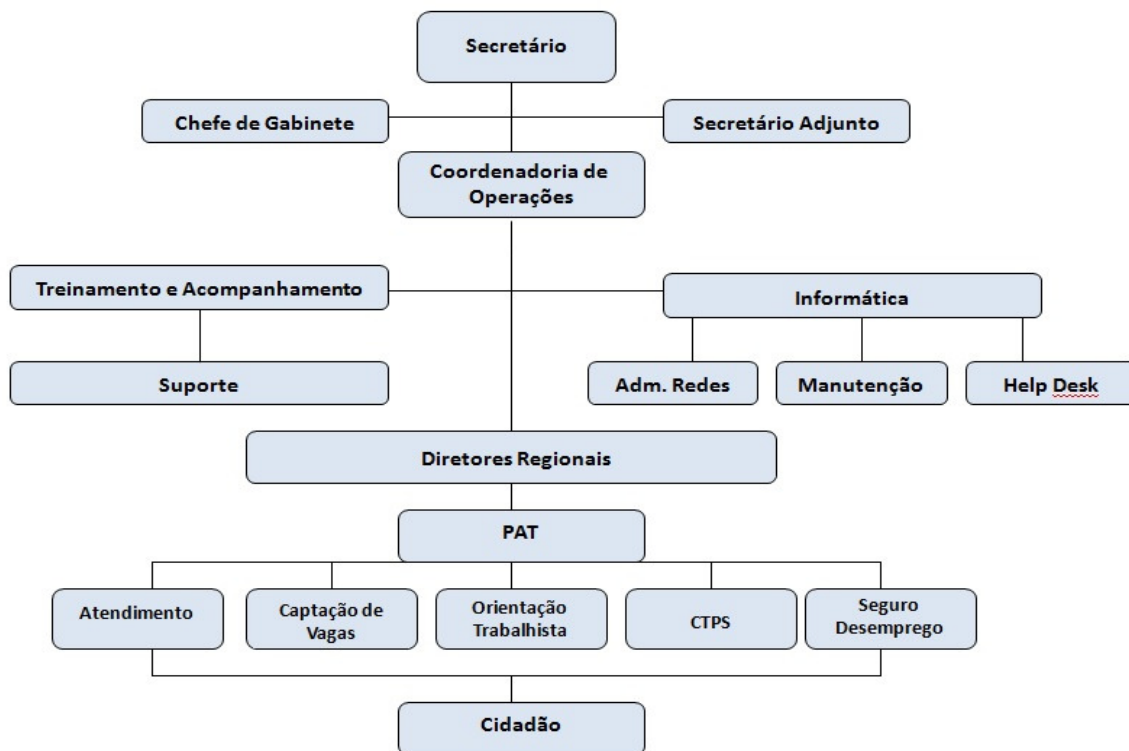 Secretário
Chefe de Gabinete
Secretário Adjunto
Coordenadoria de
Operações
Treinamento e Acompanhamento
Informática
Suporte
Adm. Redes
Manutenção
Help Desk
Diretores Regionais
PAT
Atendimento
Captação de
Vagas
Orientação
Trabalhista
CTPS
Seguro
Desemprego
Cidadão